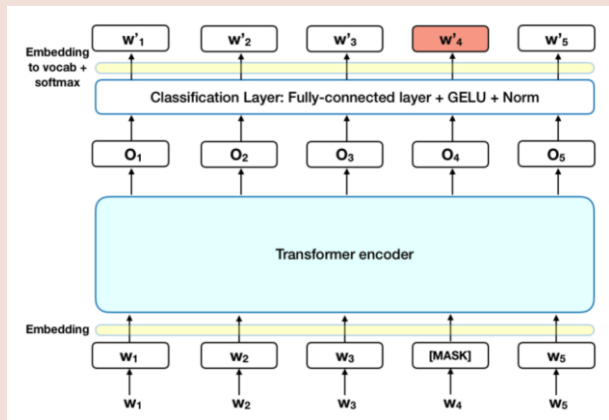 W'₁ W'₂ W'₃ W'₄ W'₅
Embedding
to vocab +
softmax
Classification Layer: Fully-connected layer + GELU + Norm
O₁ O₂ O₃ O₄ O₅
Transformer encoder
Embedding
W₁ W₂ W₃ [MASK] W₅
W₁ W₂ W₃ W₄ W₅